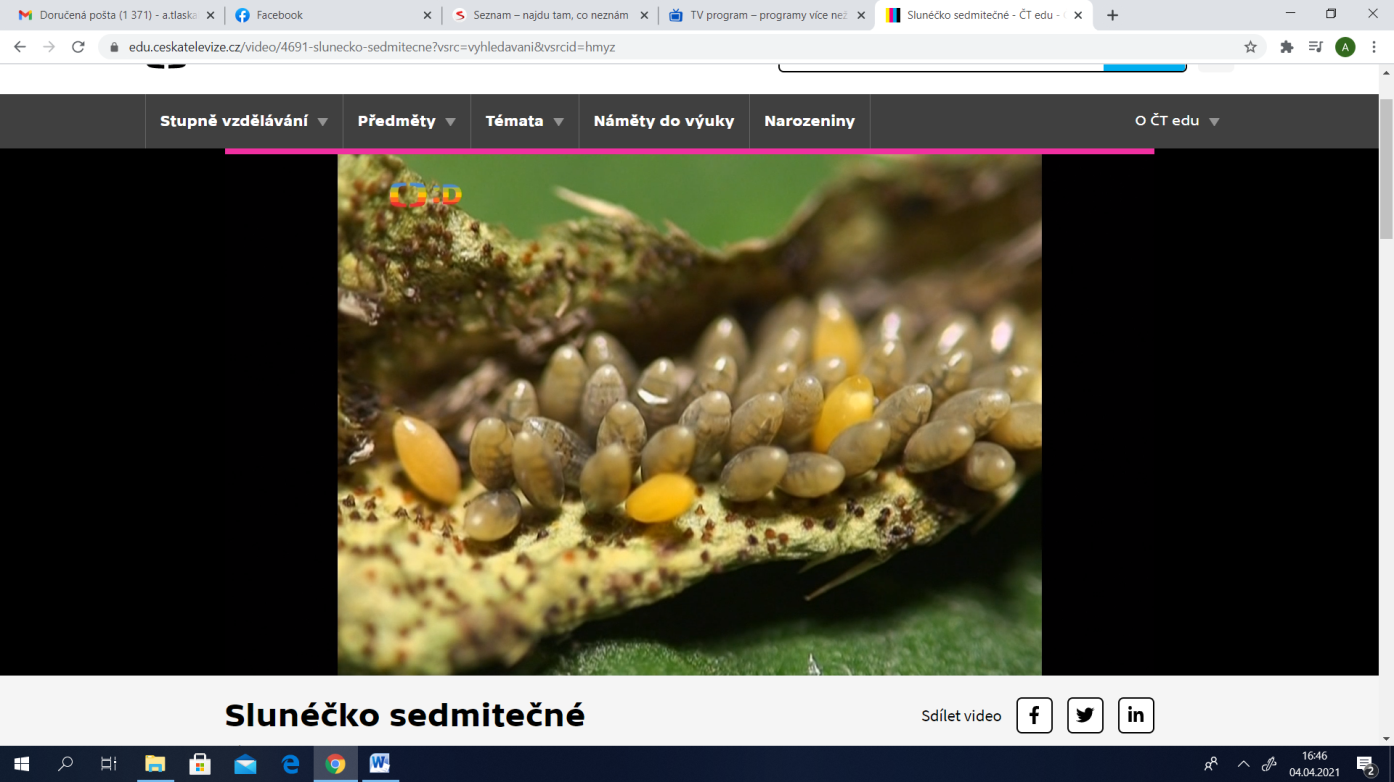 Doručená pošta (1 371) - a.tlaska
Facebook
Seznam – najdu tam, co neznám
TV program – programy více než
Slunéčko sedmitečné - ČT edu -
edu.ceskatelevize.cz/video/4691-slunecko-sedmitecne?vsrc=vyhledavani&vsrcid=hmyz
A
Stupně vzdělávání
Předměty
Témata
Náměty do výuky
Narozeniny
O ČT edu
:D
Slunéčko sedmitečné
Sdílet video
16:46
04.04.2021
2